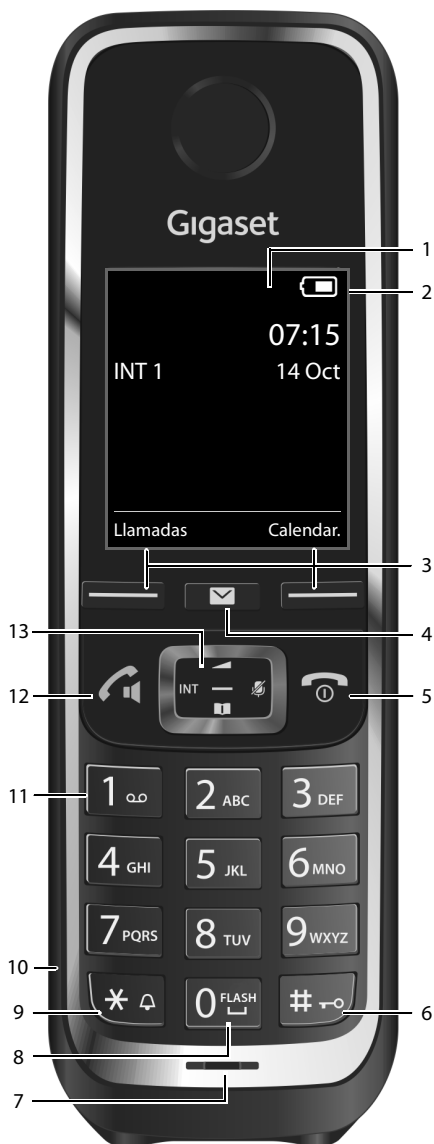 Gigaset
1
2
07:15
INT 1 14 Oct
Llamadas Calendar.
3
4
13
INT
12
5
11
1
2 ABC
3 DEF
4 GHI
5 JKL
6 MNO
7 PQRS
8 TUV
9 WXYZ
10
*
0 FLASH
#
9
6
8
7